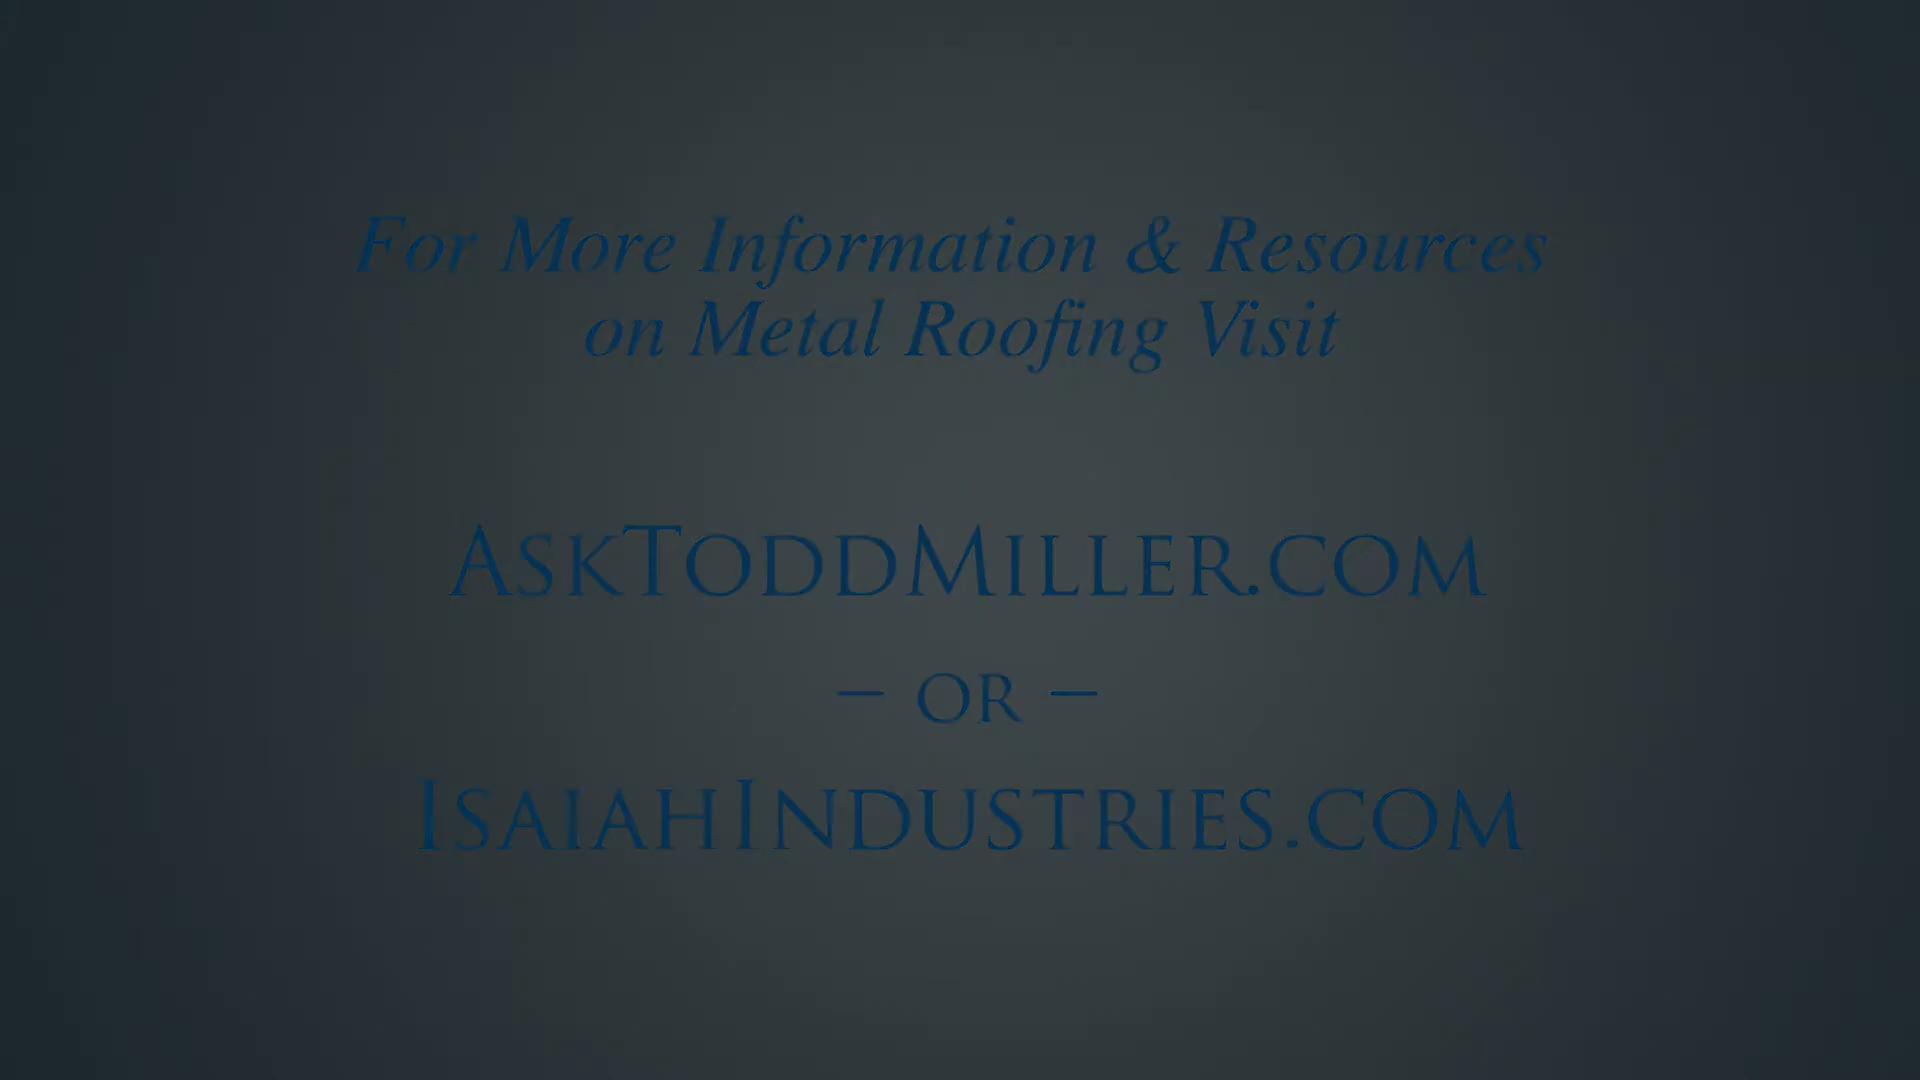 For More Information & Resources
on Metal Roofing Visit
AskToddMiller.com
– or –
IsaiahIndustries.com